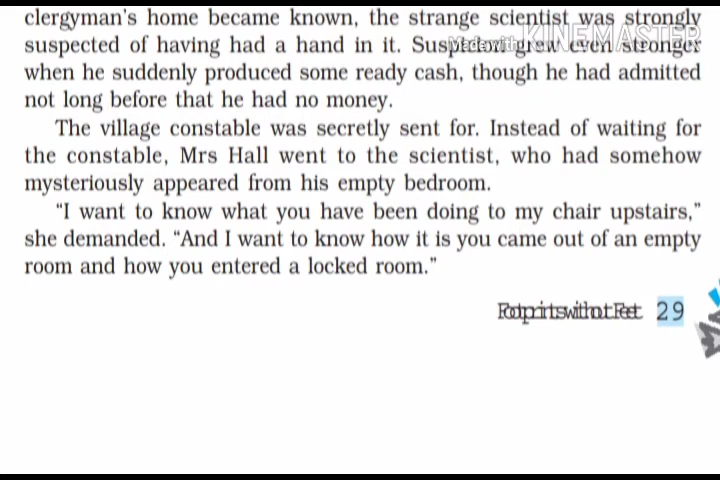 clergyman's home became known, the strange scientist was strongly
suspected of having had a hand in it. Suspicion grew even stronger
Made with KINEMASTER
when he suddenly produced some ready cash, though he had admitted
not long before that he had no money.
The village constable was secretly sent for. Instead of waiting for
the constable, Mrs Hall went to the scientist, who had somehow
mysteriously appeared from his empty bedroom.
“I want to know what you have been doing to my chair upstairs,”
she demanded. “And I want to know how it is you came out of an empty
room and how you entered a locked room.”
Footprints without Feet 29